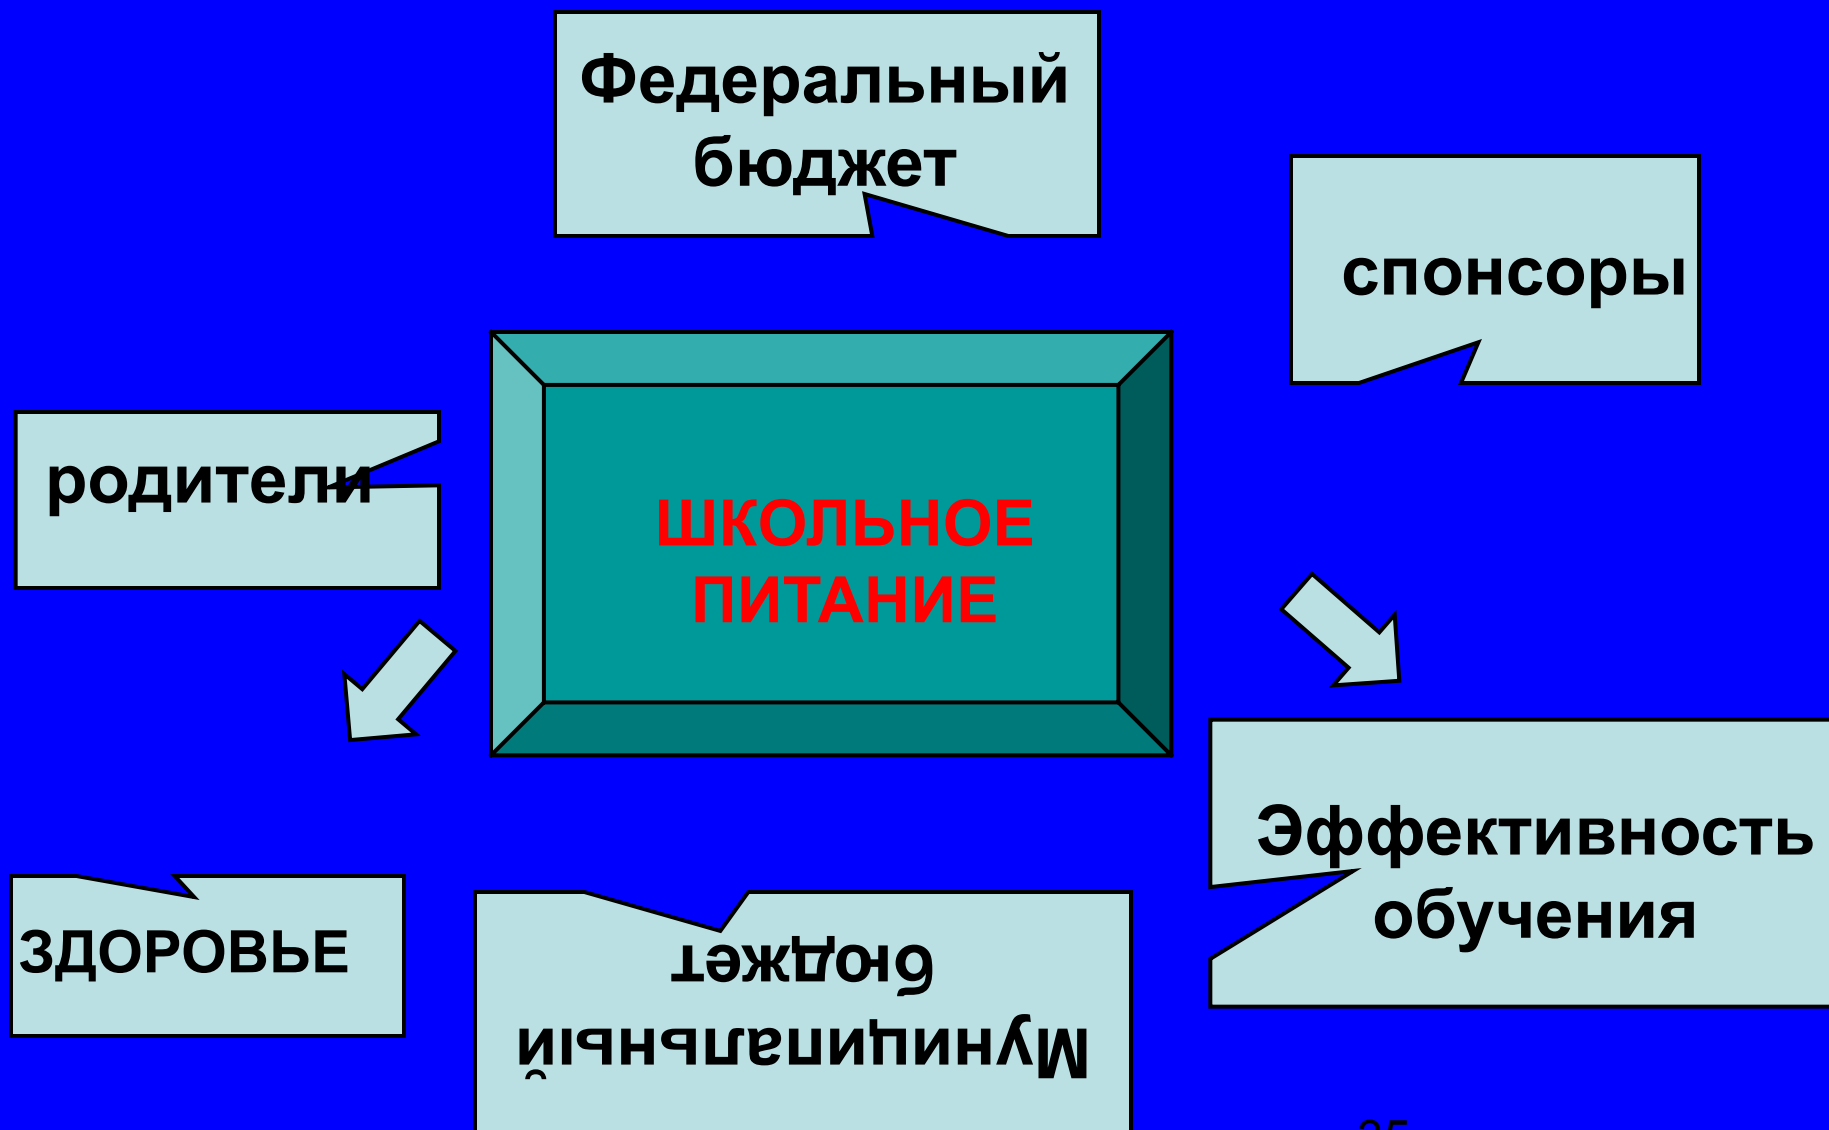 Федеральный
бюджет
спонсоры
родители
ШКОЛЬНОЕ
ПИТАНИЕ
Эффективность
обучения
ЗДОРОВЬЕ
Муниципальный
бюджет